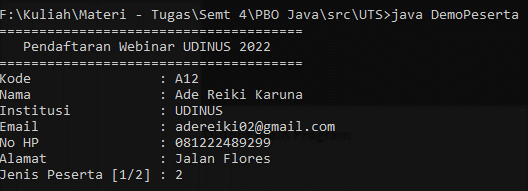 F:\Kuliah\Materi - Tugas\Semt 4\PBO Java\src\UTS>java DemoPeserta
======================================
   Pendaftaran Webinar UDINUS 2022
======================================
Kode                : A12
Nama                : Ade Reiki Karuna
Institusi           : UDINUS
Email               : adereiki02@gmail.com
No HP               : 081222489299
Alamat              : Jalan Flores
Jenis Peserta [1/2] : 2